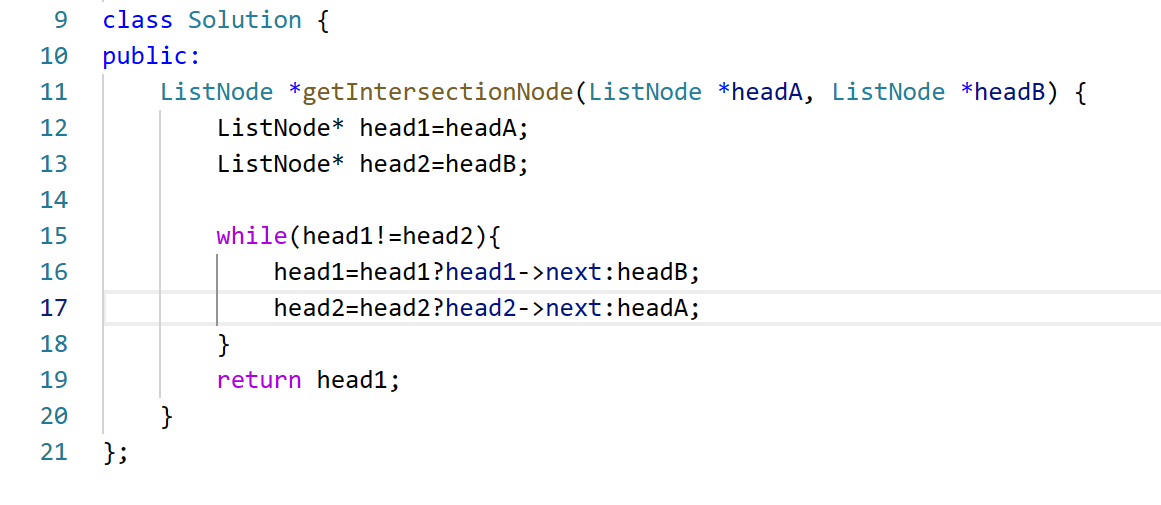 9 class Solution {
10 public:
11     ListNode *getIntersectionNode(ListNode *headA, ListNode *headB) {
12         ListNode* head1=headA;
13         ListNode* head2=headB;
14
15         while(head1!=head2){
16             head1=head1?head1->next:headB;
17             head2=head2?head2->next:headA;
18         }
19         return head1;
20     }
21 };